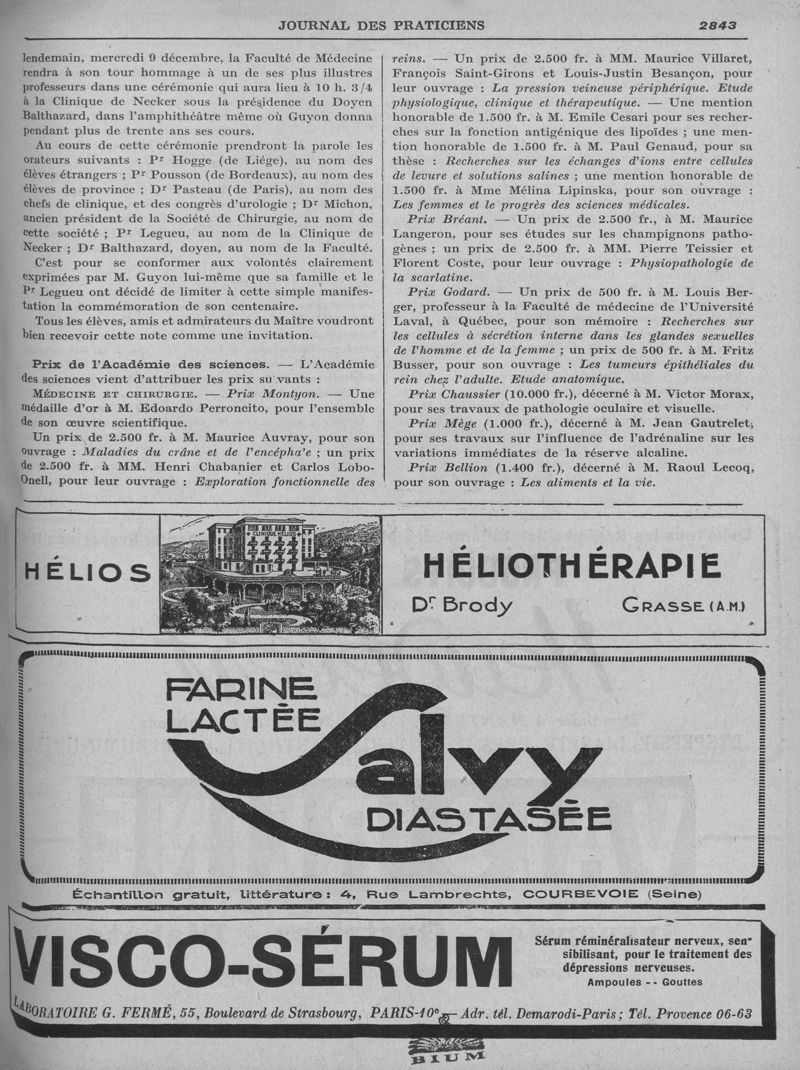 JOURNAL DES PRATICIENS
2843
lendemain, mercredi 9 décembre, la Faculté de Médecine
rendra à son tour hommage à un de ses plus illustres
professeurs dans une cérémonie qui aura lieu à 10 h. 3/4
à la Clinique de Necker sous la présidence du Doyen
Balthazard, dans l'amphithéâtre même où Guyon donna
pendant plus de trente ans ses cours.
Au cours de cette cérémonie prendront la parole les
orateurs suivants : Pr Hogge (de Liége), au nom des
élèves étrangers ; Pr Pousson (de Bordeaux), au nom des
élèves de province ; Dr Pasteau (de Paris), au nom des
chefs de clinique, et des congrès d'urologie ; Dr Michon,
ancien président de la Société de Chirurgie, au nom de
cette société ; Pr Legueu, au nom de la Clinique de
Necker ; Dr Balthazard, doyen, au nom de la Faculté.
C'est pour se conformer aux volontés clairement
exprimées par M. Guyon lui-même que sa famille et le
Pr Legueu ont décidé de limiter à cette simple manifes-
tation la commémoration de son centenaire.
Tous les élèves, amis et admirateurs du Maître voudront
bien recevoir cette note comme une invitation.
Prix de l'Académie des sciences. — L'Académie
des sciences vient d'attribuer les prix su vants :
MÉDECINE ET CHIRURGIE. — Prix Montyon. — Une
médaille d'or à M. Edoardo Perroncito, pour l'ensemble
de son œuvre scientifique.
Un prix de 2.500 fr. à M. Maurice Auvray, pour son
ouvrage : Maladies du crâne et de l'encépha'e ; un prix
de 2.500 fr. à MM. Henri Chabanier et Carlos Lobo-
Onell, pour leur ouvrage : Exploration fonctionnelle des
reins. — Un prix de 2.500 fr. à MM. Maurice Villaret,
François Saint-Girons et Louis-Justin Besançon, pour
leur ouvrage : La pression veineuse périphérique. Etude
physiologique, clinique et thérapeutique. — Une mention
honorable de 1.500 fr. à M. Emile Cesari pour ses recher-
ches sur la fonction antigénique des lipoïdes ; une men-
tion honorable de 1.500 fr. à M. Paul Genaud, pour sa
thèse : Recherches sur les échanges d'ions entre cellules
de levure et solutions salines ; une mention honorable de
1.500 fr. à Mme Mélina Lipinska, pour son ouvrage :
Les femmes et le progrès des sciences médicales.
Prix Bréant. — Un prix de 2.500 fr., à M. Maurice
Langeron, pour ses études sur les champignons patho-
gènes ; un prix de 2.500 fr. à MM. Pierre Teissier et
Florent Coste, pour leur ouvrage : Physiopathologie de
la scarlatine.
Prix Godard. — Un prix de 500 fr. à M. Louis Ber-
ger, professeur à la Faculté de médecine de l'Université
Laval, à Québec, pour son mémoire : Recherches sur
les cellules à sécrétion interne dans les glandes sexuelles
de l'homme et de la femme ; un prix de 500 fr. à M. Fritz
Busser, pour son ouvrage : Les tumeurs épithéliales du
rein chez l'adulte. Etude anatomique.
Prix Chaussier (10.000 fr.), décerné à M. Victor Morax,
pour ses travaux de pathologie oculaire et visuelle.
Prix Mège (1.000 fr.), décerné à M. Jean Gautrelet,
pour ses travaux sur l'influence de l'adrénaline sur les
variations immédiates de la réserve alcaline.
Prix Bellion (1.400 fr.), décerné à M. Raoul Lecoq,
pour son ouvrage : Les aliments et la vie.
HÉLIOS
CLINIQUE HÉLIOS
HÉLIOTHÉRAPIE
Dr Brody
GRASSE (A.M.)
FARINE
LACTÉE
Salvy
DIASTASÉE
Échantillon gratuit, littérature : 4, Rue Lambrechts, COURBEVOIE (Seine)
VISCO-SÉRUM
Sérum réminéralisateur nerveux, sen-
sibilisant, pour le traitement des
dépressions nerveuses.
Ampoules -- Gouttes
LABORATOIRE G. FERMÉ, 55, Boulevard de Strasbourg, PARIS-10e — Adr. tél. Demarodi-Paris ; Tél. Provence 06-63
BIUM